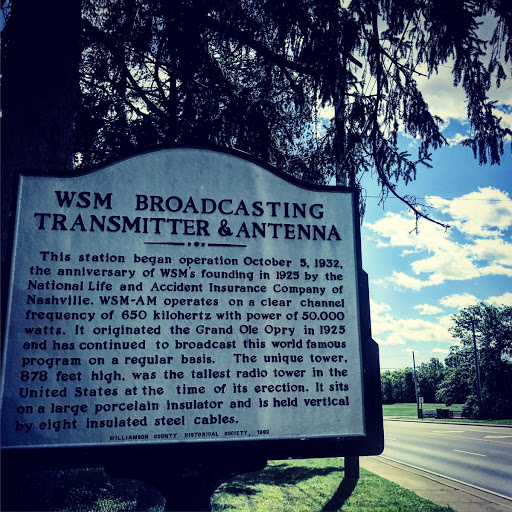 WSM BROADCASTING
TRANSMITTER & ANTENNA
This station began operation October 5, 1932,
the anniversary of WSM's founding in 1925 by the
National Life and Accident Insurance Company of
Nashville. WSM-AM operates on a clear channel
frequency of 650 kilohertz with power of 50,000
watts. It originated the Grand Ole Opry in 1925
and has continued to broadcast this world famous
program on a regular basis. The unique tower,
878 feet high, was the tallest radio tower in the
United States at the time of its erection. It sits
on a large porcelain insulator and is held vertical
by eight insulated steel cables.
WILLIAMSON COUNTY HISTORICAL SOCIETY, 1992